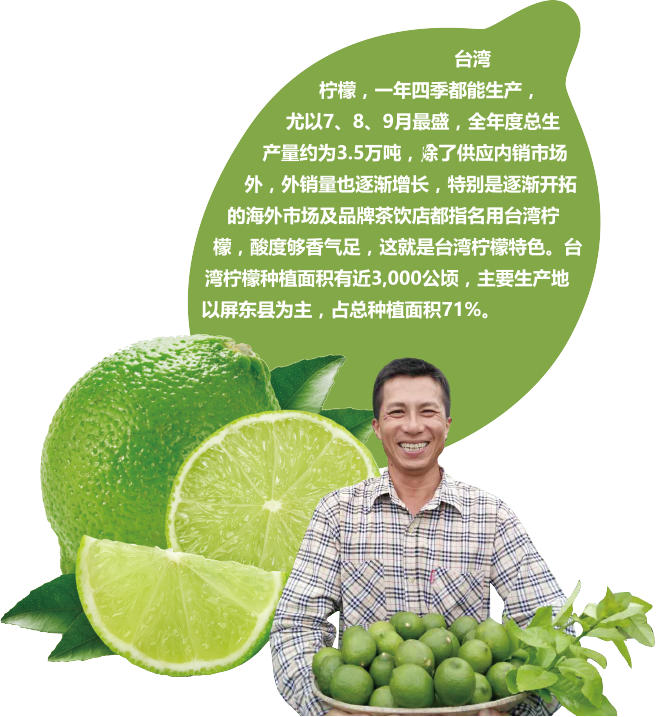 台湾
柠檬，一年四季都能生产，
尤以7、8、9月最盛，全年度总生
产量约为3.5万吨，除了供应内销市场
外，外销量也逐渐增长，特别是逐渐开拓
的海外市场及品牌茶饮店都指名用台湾柠
檬，酸度够香气足，这就是台湾柠檬特色。台
湾柠檬种植面积有近3,000公顷，主要生产地
以屏东县为主，占总种植面积71%。